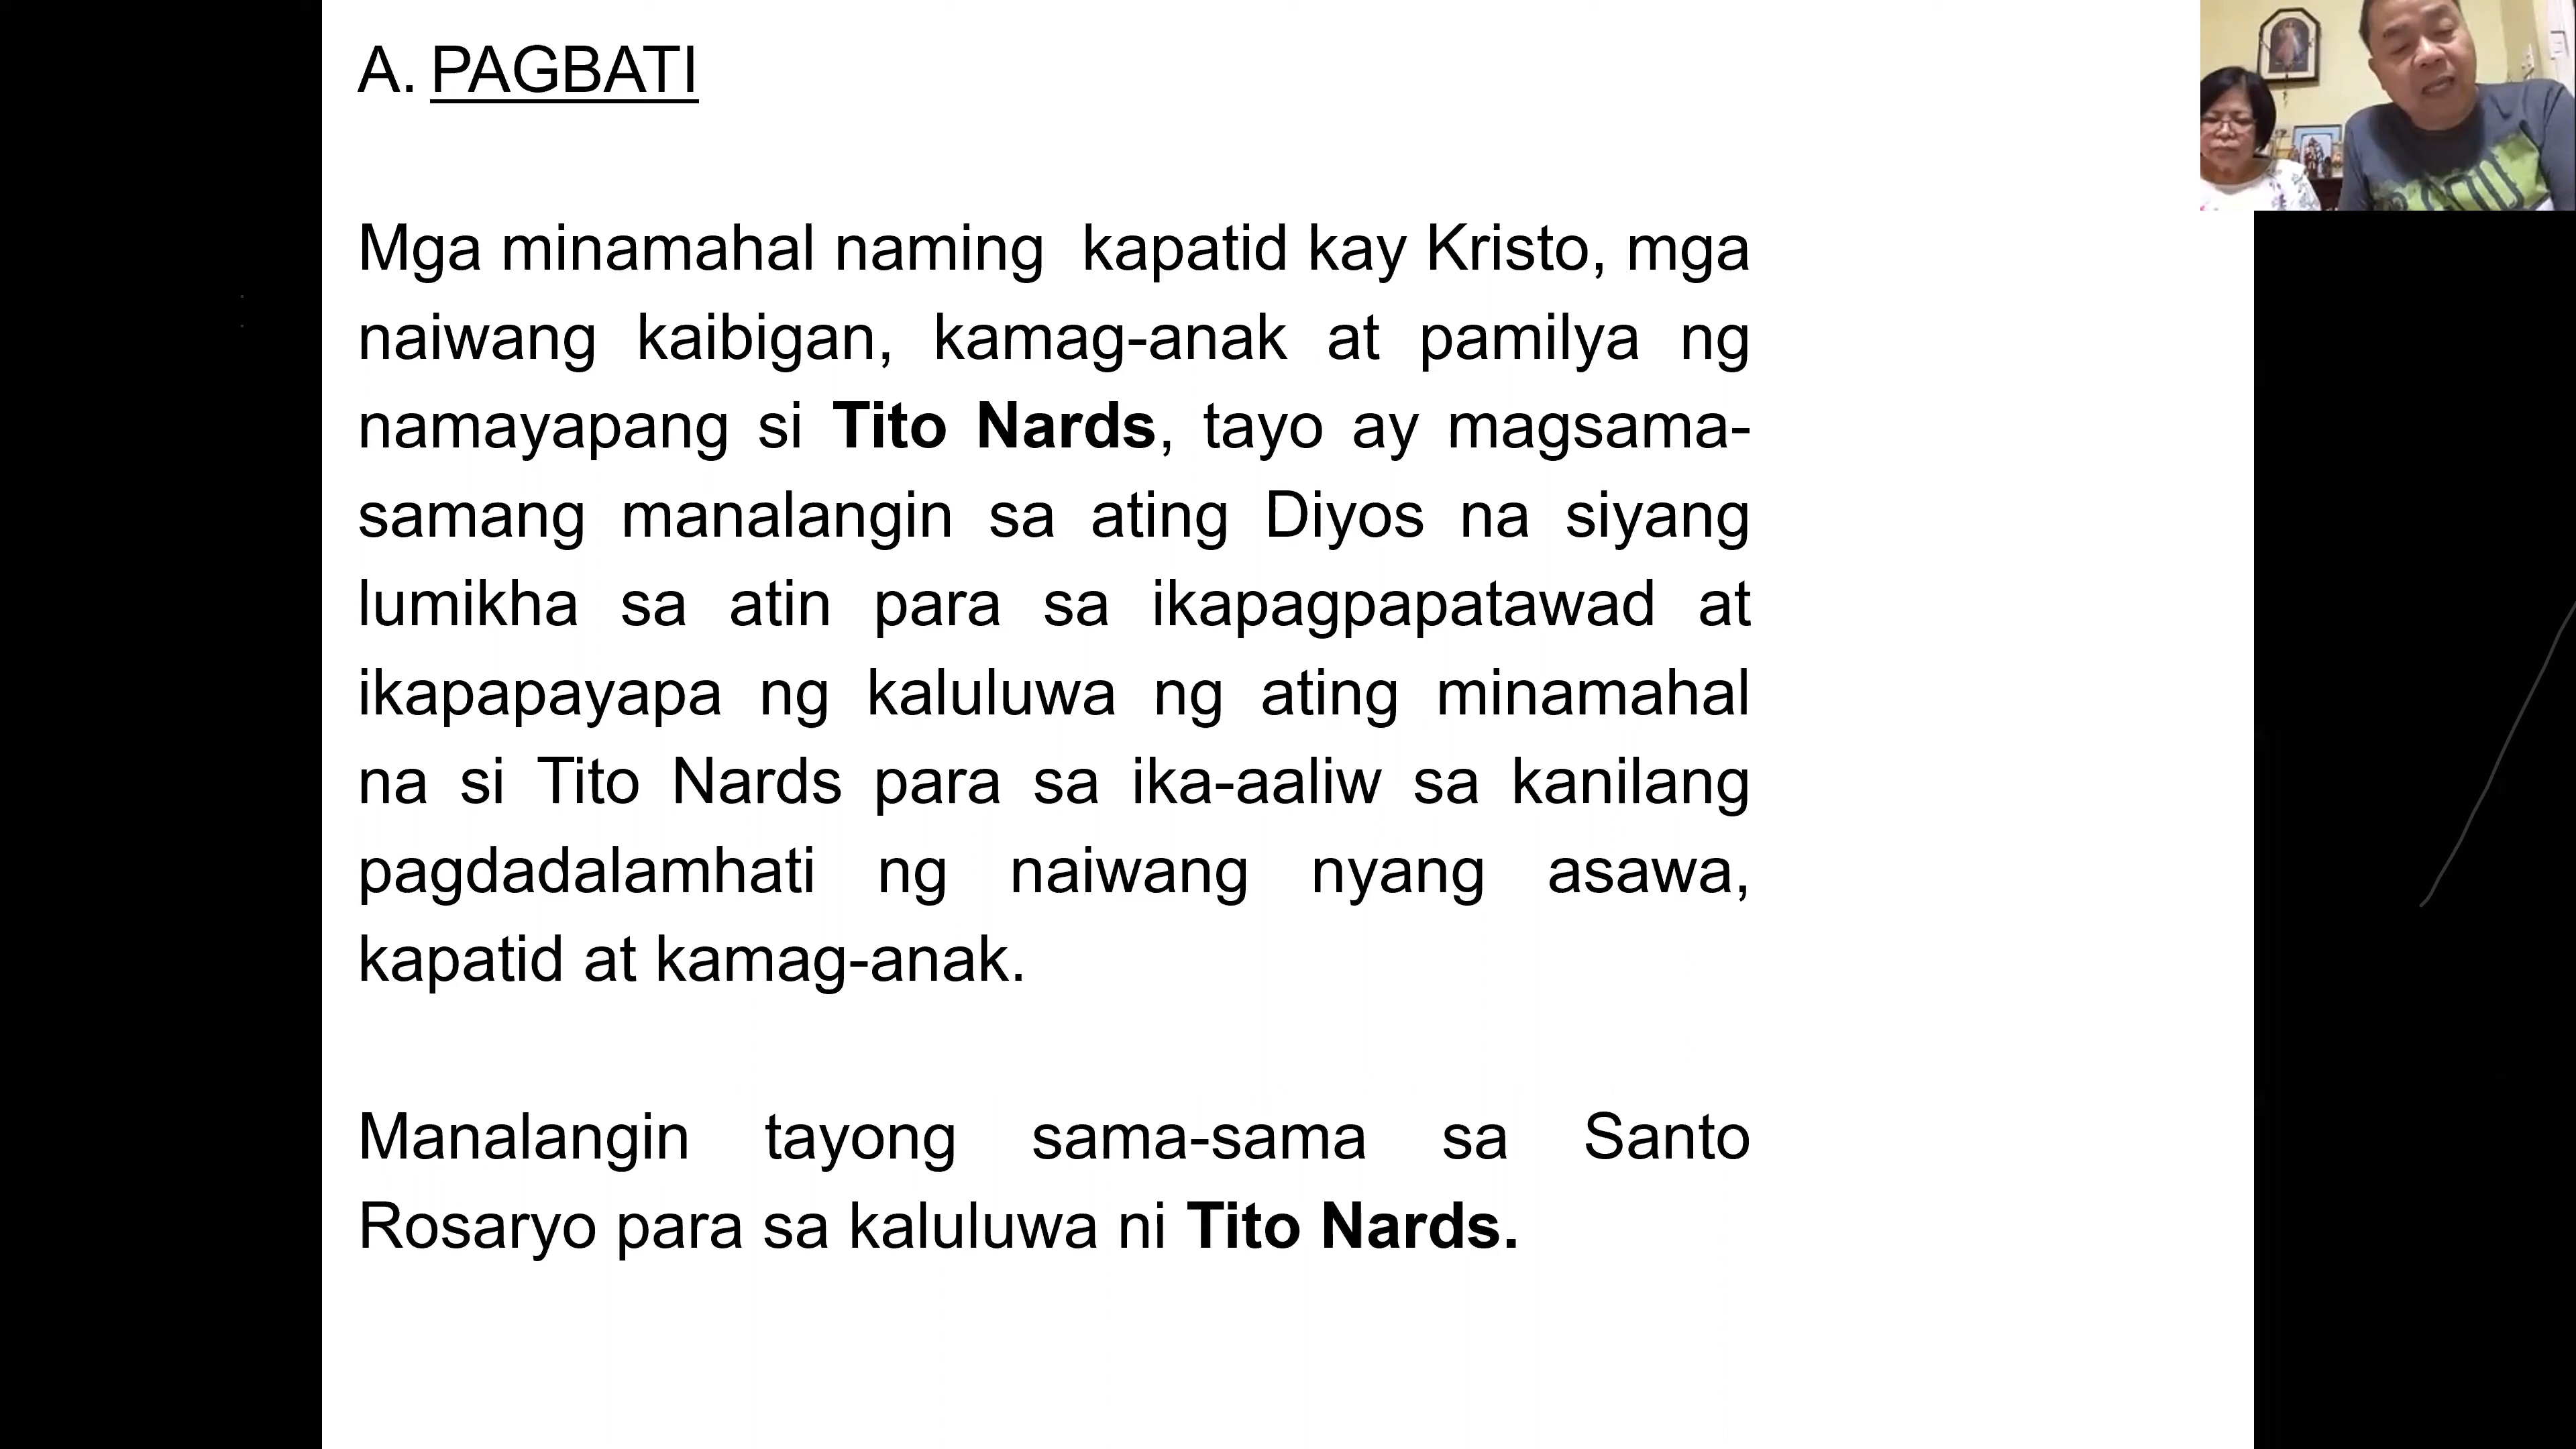 A. PAGBATI
Mga minamahal naming kapatid kay Kristo, mga
naiwang kaibigan, kamag-anak at pamilya ng
namayapang si Tito Nards, tayo ay magsama-
samang manalangin sa ating Diyos na siyang
lumikha sa atin para sa ikapagpapatawad at
ikapapayapa ng kaluluwa ng ating minamahal
na si Tito Nards para sa ika-aaliw sa kanilang
pagdadalamhati ng naiwang nyang asawa,
kapatid at kamag-anak.
Manalangin tayong sama-sama sa Santo
Rosaryo para sa kaluluwa ni Tito Nards.